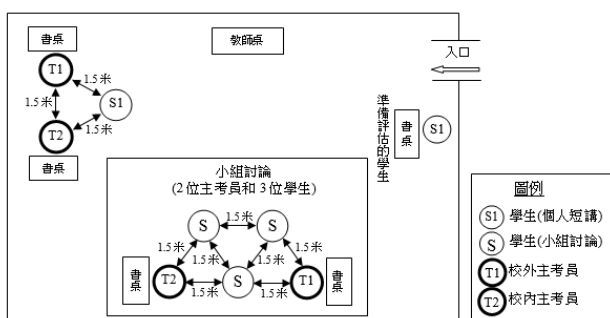 書桌
教師桌
入口
T1
1.5米
1.5米
S1
T2
1.5米
書桌
準備評估的學生
書桌
S1
小組討論
(2位主考員和3位學生)
S
1.5米
S
1.5米
1.5米
1.5米
1.5米
書桌
T2
1.5米
S
1.5米
T1
書桌
圖例
S1 學生(個人短講)
S 學生(小組討論)
T1 校外主考員
T2 校內主考員